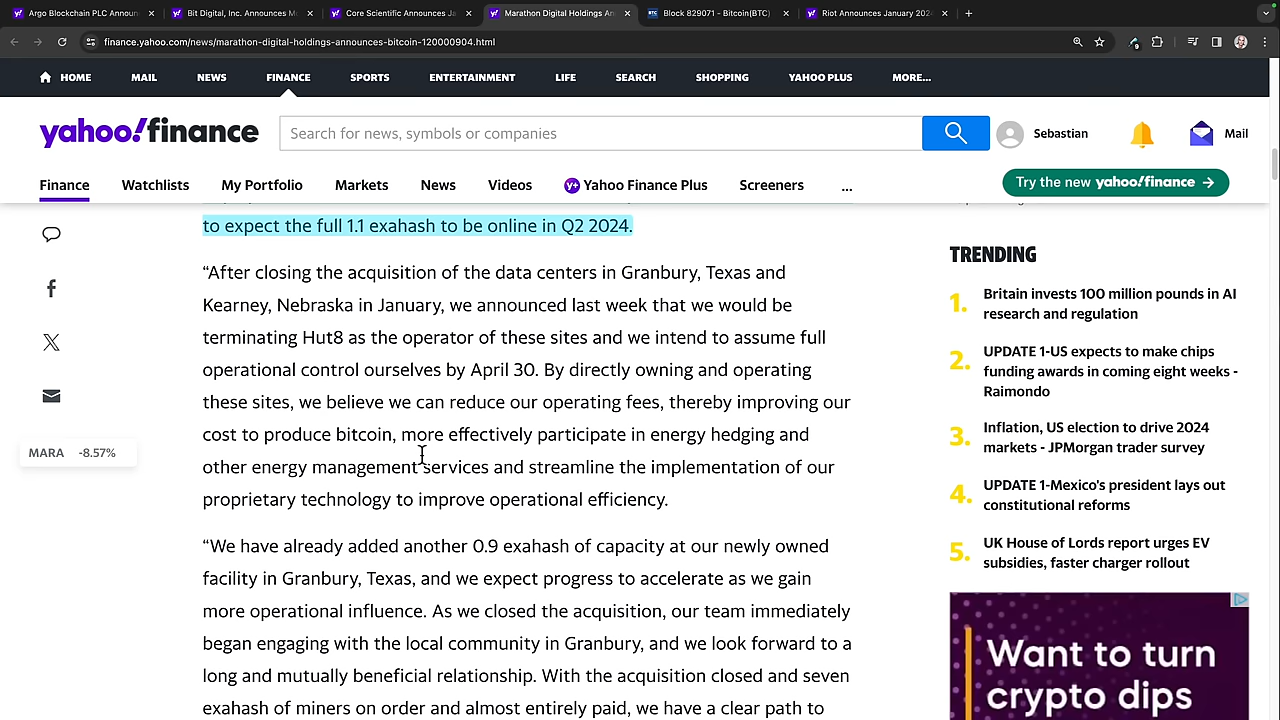 Argo Blockchain PLC Announ
Bit Digital, Inc. Announces M
Core Scientific Announces Ja
Marathon Digital Holdings An
Block 829071 - Bitcoin(BTC)
Riot Announces January 202
finance.yahoo.com/news/marathon-digital-holdings-announces-bitcoin-120000904.html
HOME MAIL NEWS FINANCE SPORTS ENTERTAINMENT LIFE SEARCH SHOPPING YAHOO PLUS MORE...
yahoo!finance
Search for news, symbols or companies
Sebastian
Mail
Finance Watchlists My Portfolio Markets News Videos Yahoo Finance Plus Screeners ...
Try the new yahoo!finance →
to expect the full 1.1 exahash to be online in Q2 2024.
“After closing the acquisition of the data centers in Granbury, Texas and
Kearney, Nebraska in January, we announced last week that we would be
terminating Hut8 as the operator of these sites and we intend to assume full
operational control ourselves by April 30. By directly owning and operating
these sites, we believe we can reduce our operating fees, thereby improving our
cost to produce bitcoin, more effectively participate in energy hedging and
other energy management services and streamline the implementation of our
proprietary technology to improve operational efficiency.
“We have already added another 0.9 exahash of capacity at our newly owned
facility in Granbury, Texas, and we expect progress to accelerate as we gain
more operational influence. As we closed the acquisition, our team immediately
began engaging with the local community in Granbury, and we look forward to a
long and mutually beneficial relationship. With the acquisition closed and seven
exahash of miners on order and almost entirely paid, we have a clear path to
MARA -8.57%
TRENDING
1. Britain invests 100 million pounds in AI
research and regulation
2. UPDATE 1-US expects to make chips
funding awards in coming eight weeks -
Raimondo
3. Inflation, US election to drive 2024
markets - JPMorgan trader survey
4. UPDATE 1-Mexico's president lays out
constitutional reforms
5. UK House of Lords report urges EV
subsidies, faster charger rollout
Want to turn
crypto dips